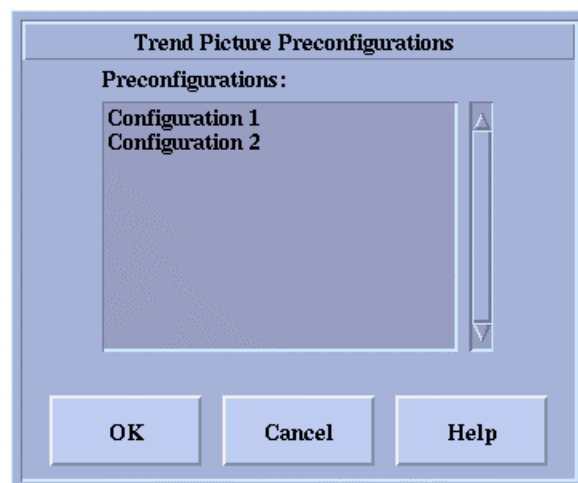 Trend Picture Preconfigurations
Preconfigurations:
Configuration 1
Configuration 2
OK
Cancel
Help